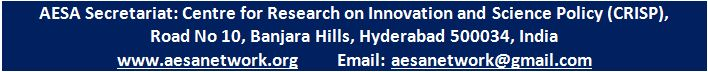 AESA Secretariat: Centre for Research on Innovation and Science Policy (CRISP),
Road No 10, Banjara Hills, Hyderabad 500034, India
www.aesanetwork.org Email: aesanetwork@gmail.com